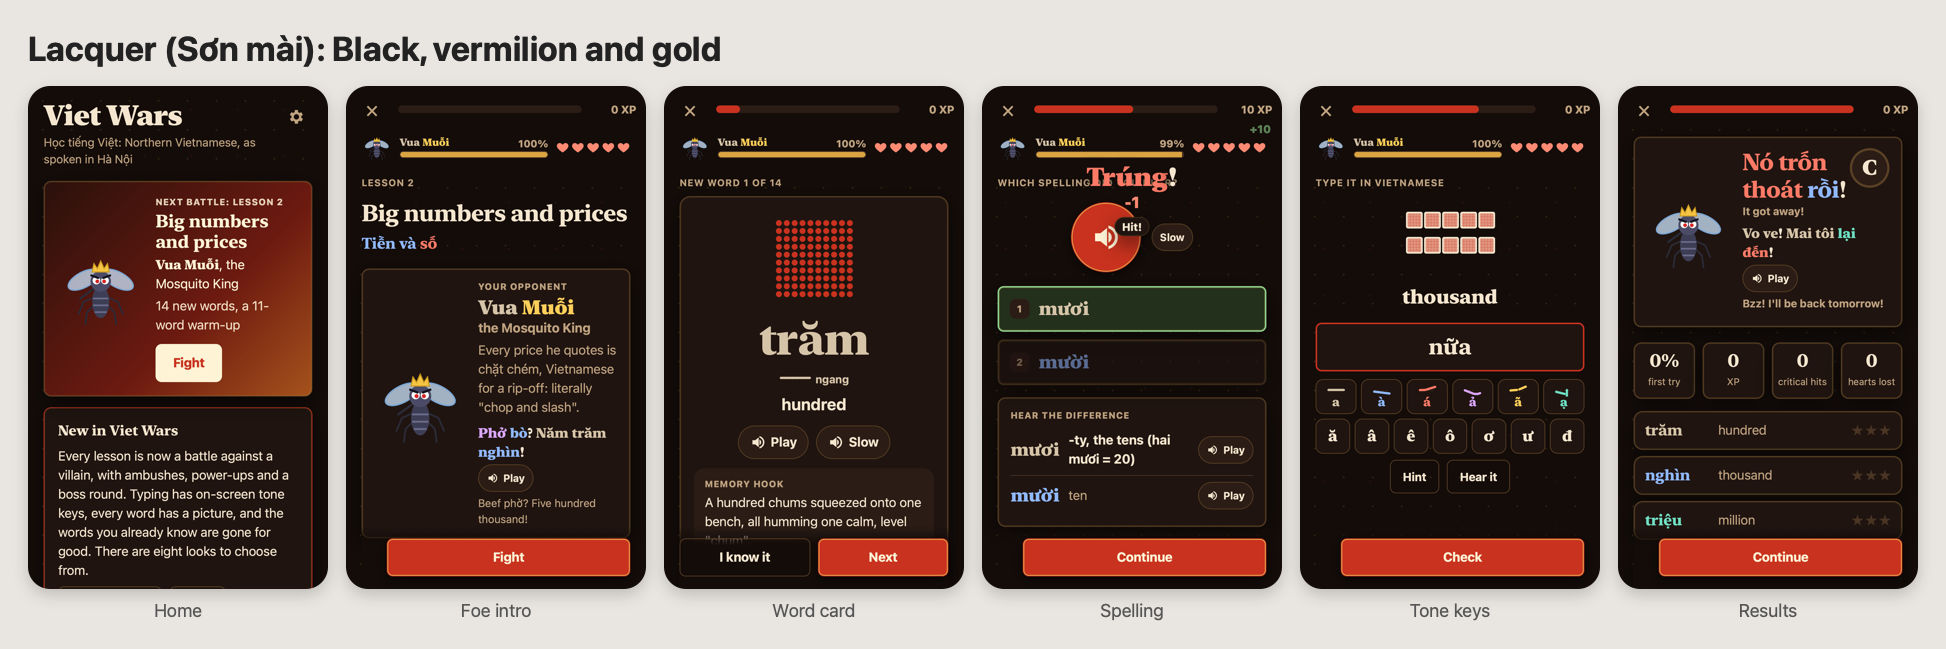 Lacquer (Sơn mài): Black, vermilion and gold
Viet Wars
Học tiếng Việt: Northern Vietnamese, as
spoken in Hà Nội
NEXT BATTLE: LESSON 2
Big numbers
and prices
Vua Muỗi, the
Mosquito King
14 new words, a 11-
word warm-up
Fight
New in Viet Wars
Every lesson is now a battle against a
villain, with ambushes, power-ups and a
boss round. Typing has on-screen tone
keys, every word has a picture, and the
words you already know are gone for
good. There are eight looks to choose
from.
Home
0 XP
Vua Muỗi
100%
LESSON 2
Big numbers and prices
Tiền và số
YOUR OPPONENT
Vua Muỗi
the Mosquito King
Every price he quotes is
chặt chém, Vietnamese
for a rip-off: literally
"chop and slash".
Phở bò? Năm trăm
nghìn!
Play
Beef phở? Five hundred
thousand!
Fight
Foe intro
0 XP
Vua Muỗi
100%
NEW WORD 1 OF 14
trăm
ngang
hundred
Play
Slow
MEMORY HOOK
A hundred chums squeezed onto one
bench, all humming one calm, level
"chum".
I know it
Next
Word card
10 XP
+10
Vua Muỗi
99%
WHICH SPELLING
Trúng!
-1
Hit!
Slow
1 mươi
2 mười
HEAR THE DIFFERENCE
mươi
-ty, the tens (hai
mươi = 20)
Play
mười
ten
Play
Continue
Spelling
0 XP
Vua Muỗi
100%
TYPE IT IN VIETNAMESE
thousand
nữa
a à á ả ã ạ
ă â ê ô ơ ư đ
Hint
Hear it
Check
Tone keys
0 XP
Nó trốn
thoát rồi!
C
It got away!
Vo ve! Mai tôi lại
đến!
Play
Bzz! I'll be back tomorrow!
0%
first try
0
XP
0
critical hits
0
hearts lost
trăm
hundred
nghìn
thousand
triệu
million
Continue
Results